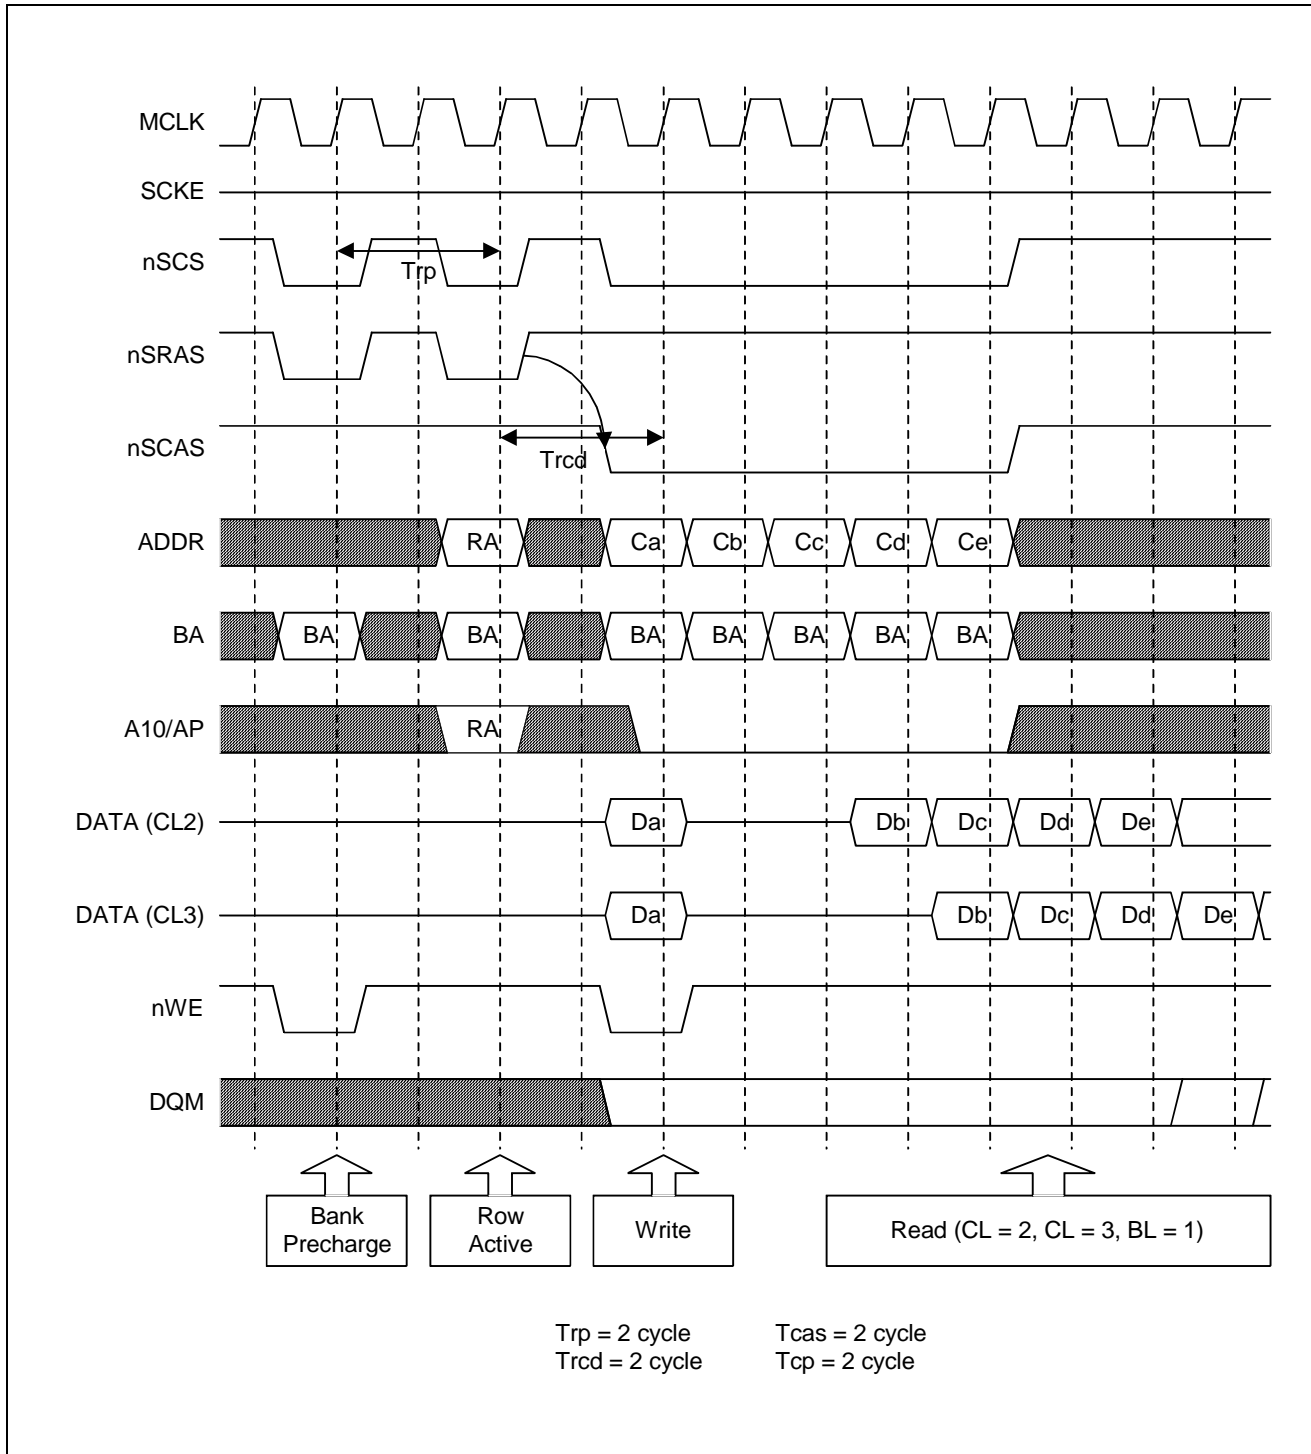 MCLK
SCKE
nSCS
Trp
nSRAS
nSCAS
Trcd
ADDR RA Ca Cb Cc Cd Ce
BA BA BA BA BA BA BA BA
A10/AP RA
DATA (CL2) Da Db Dc Dd De
DATA (CL3) Da Db Dc Dd De
nWE
DQM
Bank
Precharge
Row
Active
Write
Read (CL = 2, CL = 3, BL = 1)
Trp = 2 cycle Tcas = 2 cycle
Trcd = 2 cycle Tcp = 2 cycle